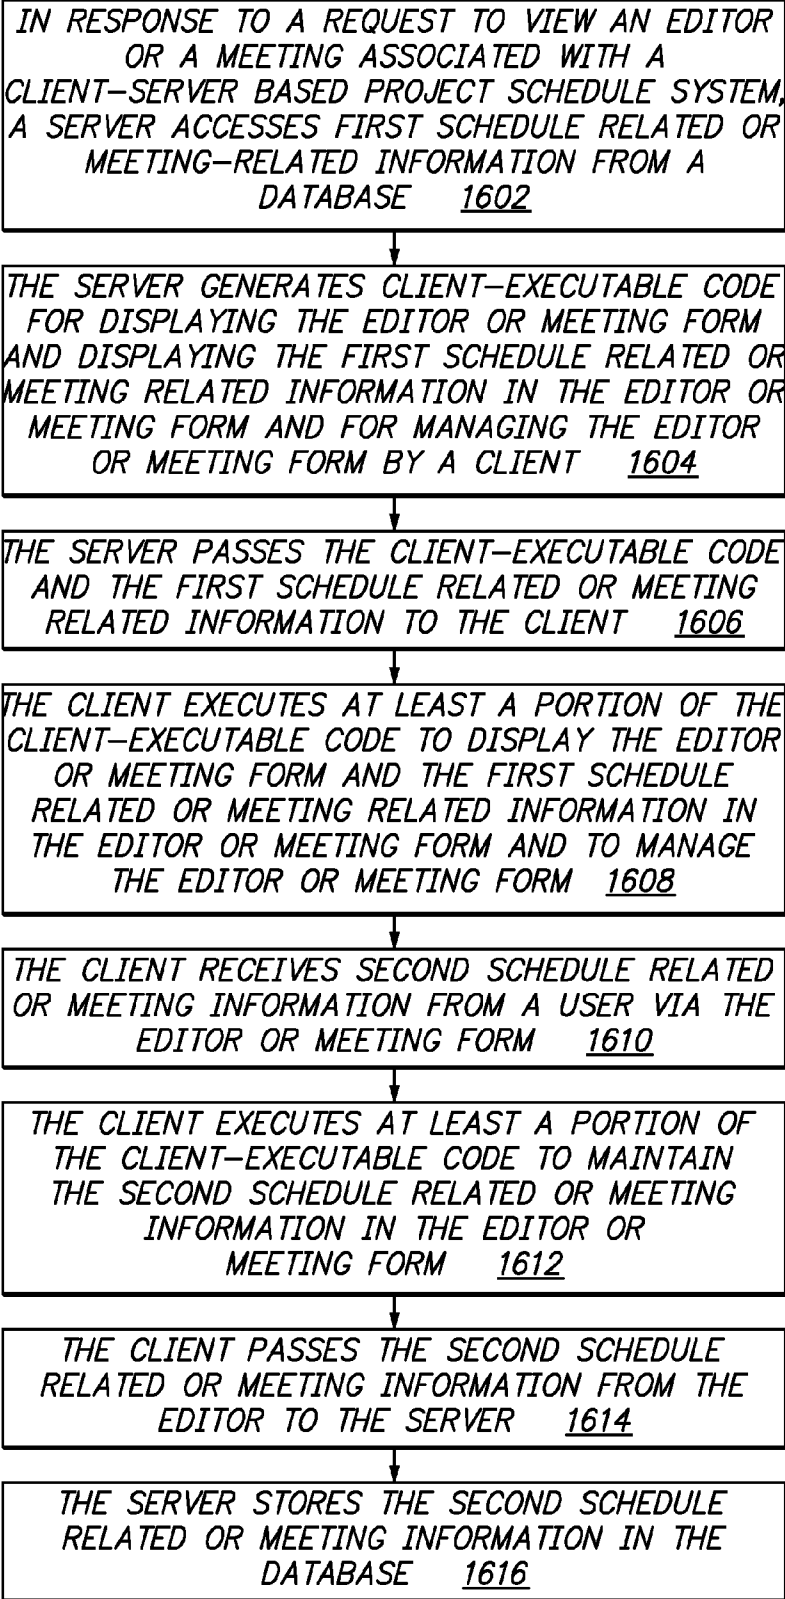 IN RESPONSE TO A REQUEST TO VIEW AN EDITOR
OR A MEETING ASSOCIATED WITH A
CLIENT-SERVER BASED PROJECT SCHEDULE SYSTEM,
A SERVER ACCESSES FIRST SCHEDULE RELATED OR
MEETING-RELATED INFORMATION FROM A
DATABASE 1602
THE SERVER GENERATES CLIENT-EXECUTABLE CODE
FOR DISPLAYING THE EDITOR OR MEETING FORM
AND DISPLAYING THE FIRST SCHEDULE RELATED OR
MEETING RELATED INFORMATION IN THE EDITOR OR
MEETING FORM AND FOR MANAGING THE EDITOR
OR MEETING FORM BY A CLIENT 1604
THE SERVER PASSES THE CLIENT-EXECUTABLE CODE
AND THE FIRST SCHEDULE RELATED OR MEETING
RELATED INFORMATION TO THE CLIENT 1606
THE CLIENT EXECUTES AT LEAST A PORTION OF THE
CLIENT-EXECUTABLE CODE TO DISPLAY THE EDITOR
OR MEETING FORM AND THE FIRST SCHEDULE
RELATED OR MEETING RELATED INFORMATION IN
THE EDITOR OR MEETING FORM AND TO MANAGE
THE EDITOR OR MEETING FORM 1608
THE CLIENT RECEIVES SECOND SCHEDULE RELATED
OR MEETING INFORMATION FROM A USER VIA THE
EDITOR OR MEETING FORM 1610
THE CLIENT EXECUTES AT LEAST A PORTION OF
THE CLIENT-EXECUTABLE CODE TO MAINTAIN
THE SECOND SCHEDULE RELATED OR MEETING
INFORMATION IN THE EDITOR OR
MEETING FORM 1612
THE CLIENT PASSES THE SECOND SCHEDULE
RELATED OR MEETING INFORMATION FROM THE
EDITOR TO THE SERVER 1614
THE SERVER STORES THE SECOND SCHEDULE
RELATED OR MEETING INFORMATION IN THE
DATABASE 1616